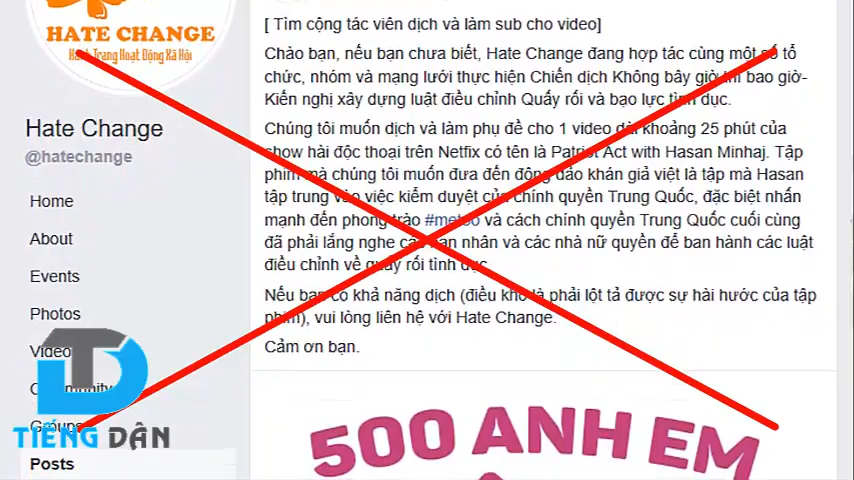 HATE CHANGE
Hành Trang Hoạt Động Xã Hội
Hate Change
@hatechange
Home
About
Events
Photos
Videos
Community
Groups
Posts
TIẾNG DÂN
[ Tìm cộng tác viên dịch và làm sub cho video]
Chào bạn, nếu bạn chưa biết, Hate Change đang hợp tác cùng một số tổ
chức, nhóm và mạng lưới thực hiện Chiến dịch Không bây giờ thì bao giờ-
Kiến nghị xây dựng luật điều chỉnh Quấy rối và bạo lực tình dục.
Chúng tôi muốn dịch và làm phụ đề cho 1 video dài khoảng 25 phút của
show hài độc thoại trên Netfix có tên là Patriot Act with Hasan Minhaj. Tập
phim mà chúng tôi muốn đưa đến đông đảo khán giả việt là tập mà Hasan
tập trung vào việc kiểm duyệt của chính quyền Trung Quốc, đặc biệt nhấn
mạnh đến phong trào #metoo và cách chính quyền Trung Quốc cuối cùng
đã phải lắng nghe các nạn nhân và các nhà nữ quyền để ban hành các luật
điều chỉnh về quấy rối tình dục.
Nếu bạn có khả năng dịch (điều khó là phải lột tả được sự hài hước của tập
phim), vui lòng liên hệ với Hate Change.
Cảm ơn bạn.
500 ANH EM